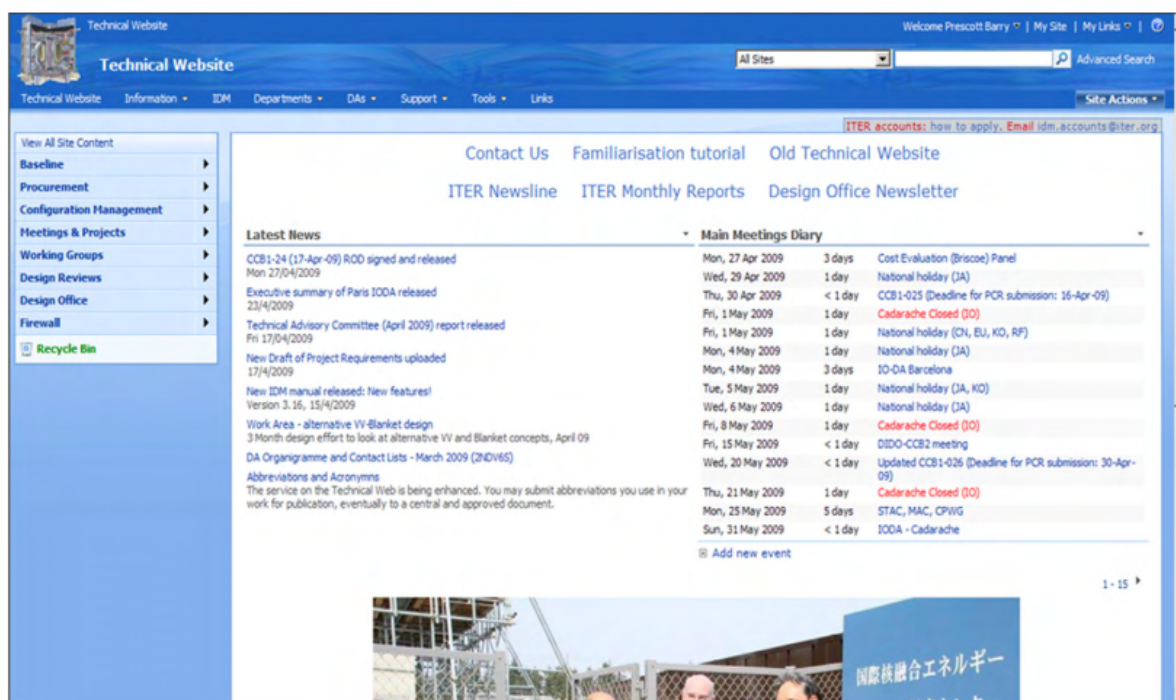 Technical Website
Welcome Prescott Barry | My Site | My Links |
Technical Website
All Sites
Advanced Search
Technical Website Information IDM Departments DAs Support Tools Links
Site Actions
ITER accounts: how to apply. Email idm.accounts@iter.org
View All Site Content
Baseline
Procurement
Configuration Management
Meetings & Projects
Working Groups
Design Reviews
Design Office
Firewall
Recycle Bin
Contact Us Familiarisation tutorial Old Technical Website
ITER Newsline ITER Monthly Reports Design Office Newsletter
Latest News
CCB1-24 (17-Apr-09) ROD signed and released
Mon 27/04/2009
Executive summary of Paris IODA released
23/4/2009
Technical Advisory Committee (April 2009) report released
Fri 17/04/2009
New Draft of Project Requirements uploaded
17/4/2009
New IDM manual released: New features!
Version 3.16, 15/4/2009
Work Area - alternative VV-Blanket design
3 Month design effort to look at alternative VV and Blanket concepts, April 09
DA Organigramme and Contact Lists - March 2009 (2NDV6S)
Abbreviations and Acronymns
The service on the Technical Web is being enhanced. You may submit abbreviations you use in your
work for publication, eventually to a central and approved document.
Main Meetings Diary
Mon, 27 Apr 2009 3 days Cost Evaluation (Briscoe) Panel
Wed, 29 Apr 2009 1 day National holiday (JA)
Thu, 30 Apr 2009 < 1 day CCB1-025 (Deadline for PCR submission: 16-Apr-09)
Fri, 1 May 2009 1 day Cadarache Closed (IO)
Fri, 1 May 2009 1 day National holiday (CN, EU, KO, RF)
Mon, 4 May 2009 1 day National holiday (JA)
Mon, 4 May 2009 3 days IO-DA Barcelona
Tue, 5 May 2009 1 day National holiday (JA, KO)
Wed, 6 May 2009 1 day National holiday (JA)
Fri, 8 May 2009 1 day Cadarache Closed (IO)
Fri, 15 May 2009 < 1 day DIDO-CCB2 meeting
Wed, 20 May 2009 < 1 day Updated CCB1-026 (Deadline for PCR submission: 30-Apr-
09)
Thu, 21 May 2009 1 day Cadarache Closed (IO)
Mon, 25 May 2009 5 days STAC, MAC, CPWG
Sun, 31 May 2009 < 1 day IODA - Cadarache
Add new event
1 - 15
国際核融合エネルギー